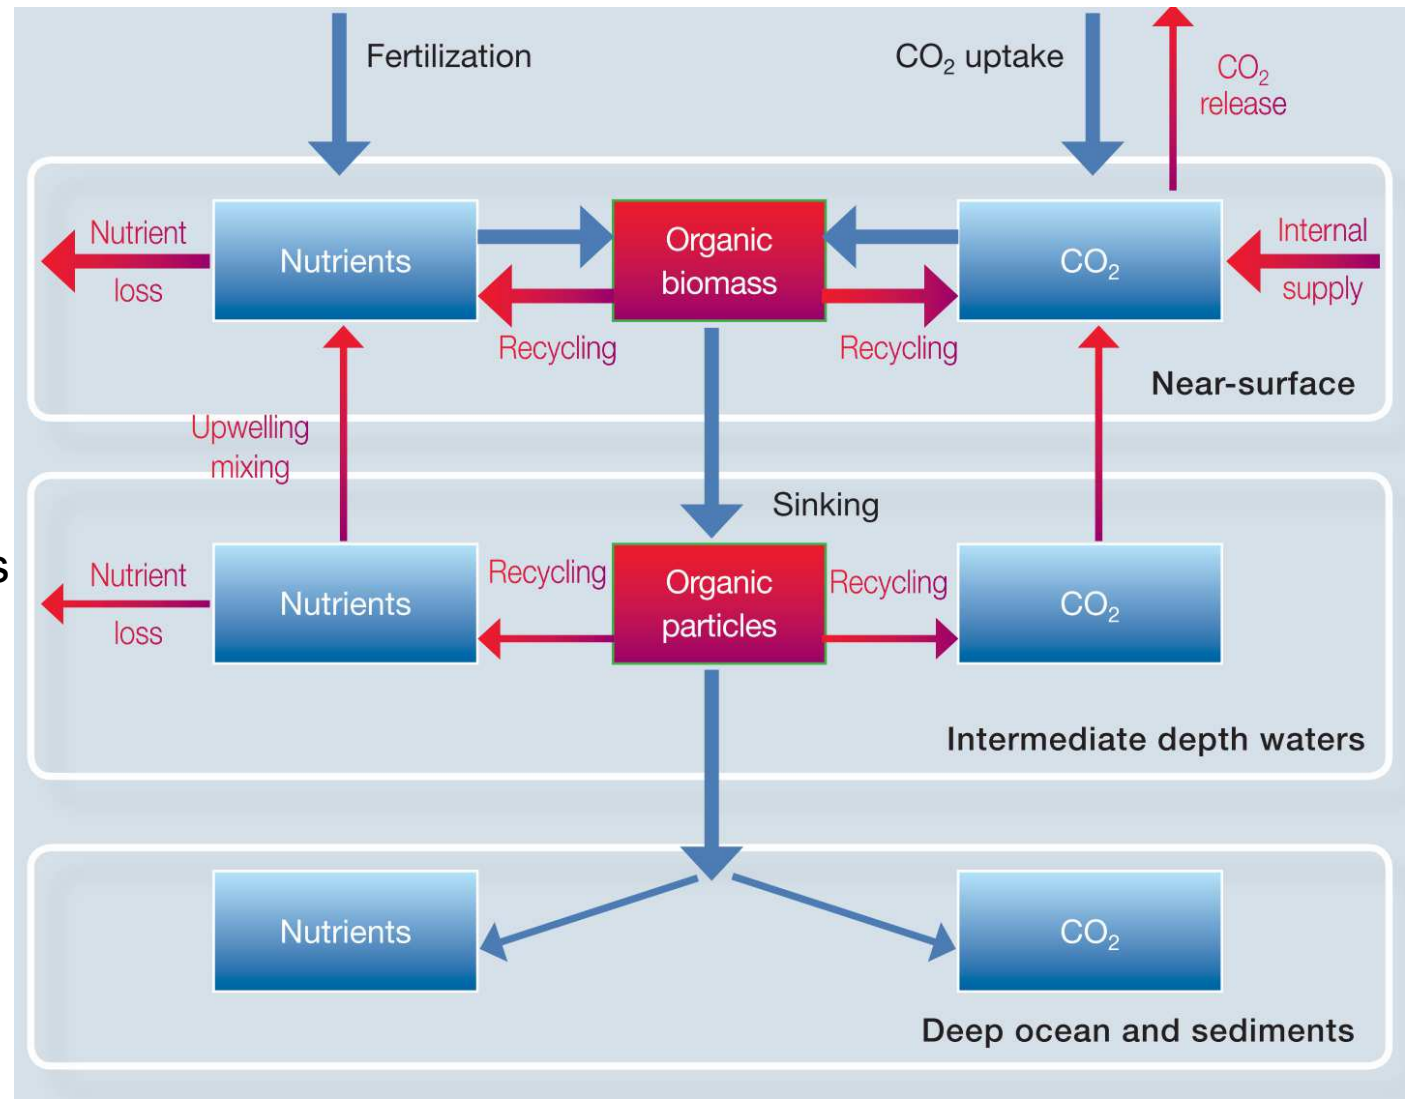 Fertilization
CO₂ uptake
CO₂
release
Nutrient
loss
Nutrients
Organic
biomass
CO₂
Internal
supply
Recycling
Recycling
Near-surface
Upwelling
mixing
Sinking
s
Nutrient
loss
Nutrients
Recycling
Organic
particles
Recycling
CO₂
Intermediate depth waters
Nutrients
CO₂
Deep ocean and sediments